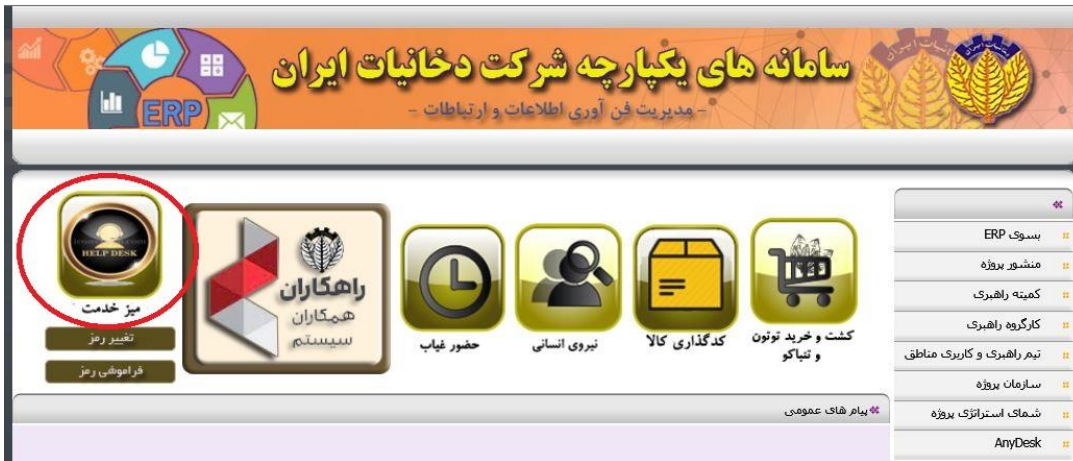 سامانه های یکپارچه شرکت دخانیات ایران
- مدیریت فن آوری اطلاعات و ارتباطات -
ERP
بسوی ERP
منشور پروژه
کمیته راهبری
کارگروه راهبری
تیم راهبری و کاربری مناطق
سازمان پروژه
شمای استراتژی پروژه
AnyDesk
کشت و خرید توتون
و تنباکو
کدگذاری کالا
نیروی انسانی
حضور غیاب
راهکاران
همکاران
سیستم
HELP DESK
میز خدمت
تغییر رمز
فراموشی رمز
پیام های عمومی